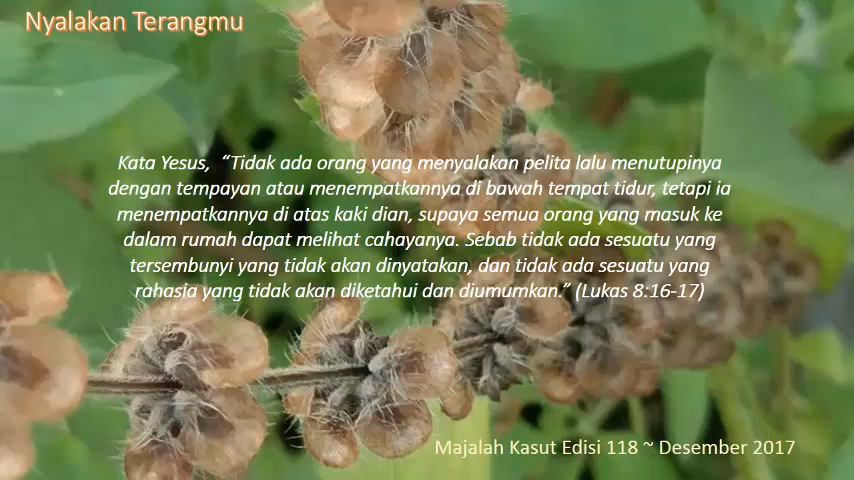 Nyalakan Terangmu
Kata Yesus, “Tidak ada orang yang menyalakan pelita lalu menutupinya
dengan tempayan atau menempatkannya di bawah tempat tidur, tetapi ia
menempatkannya di atas kaki dian, supaya semua orang yang masuk ke
dalam rumah dapat melihat cahayanya. Sebab tidak ada sesuatu yang
tersembunyi yang tidak akan dinyatakan, dan tidak ada sesuatu yang
rahasia yang tidak akan diketahui dan diumumkan.” (Lukas 8:16-17)
Majalah Kasut Edisi 118 ~ Desember 2017